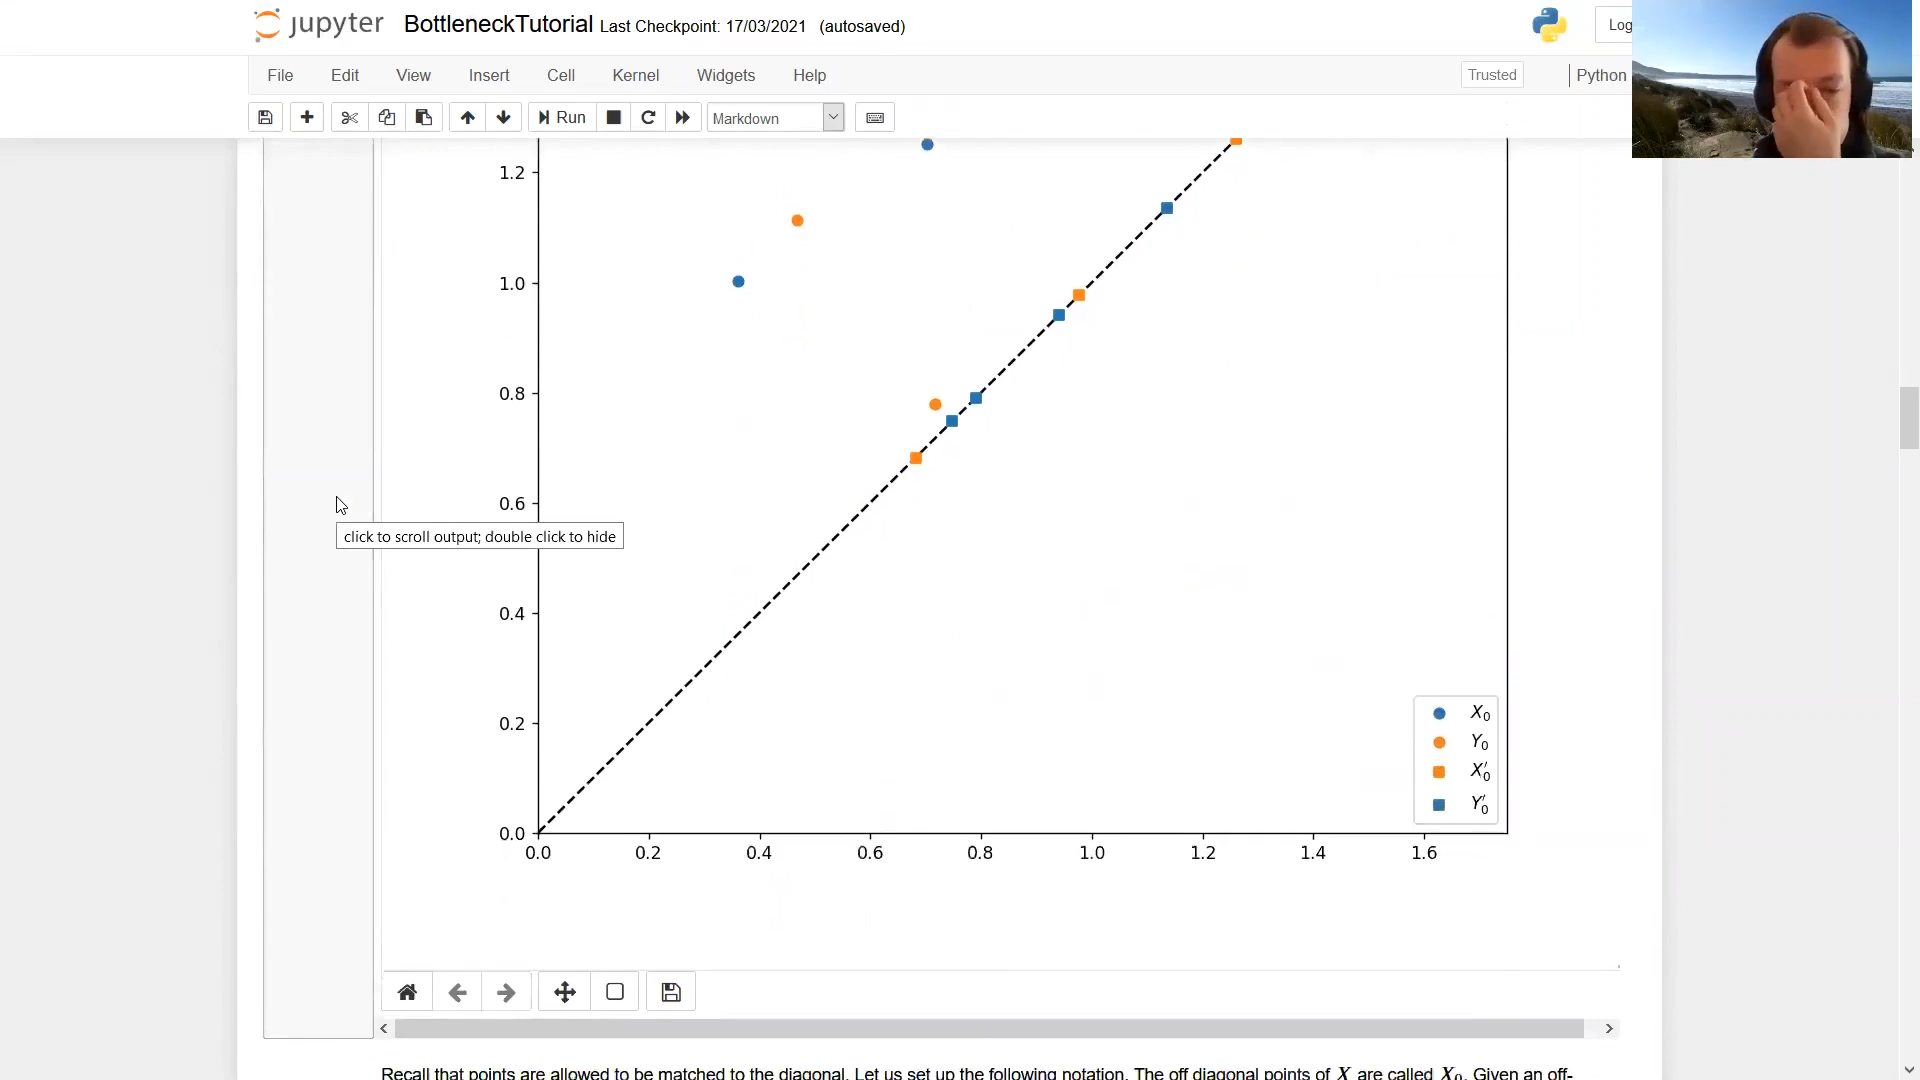 jupyter BottleneckTutorial Last Checkpoint: 17/03/2021 (autosaved)
Log
File Edit View Insert Cell Kernel Widgets Help
Trusted
Python
Run
Markdown
1.2
1.0
0.8
0.6
click to scroll output; double click to hide
0.4
0.2
0.0
X₀
Y₀
X′₀
Y′₀
0.0 0.2 0.4 0.6 0.8 1.0 1.2 1.4 1.6
Recall that points are allowed to be matched to the diagonal. Let us set up the following notation. The off diagonal points of X are called X₀. Given an off-